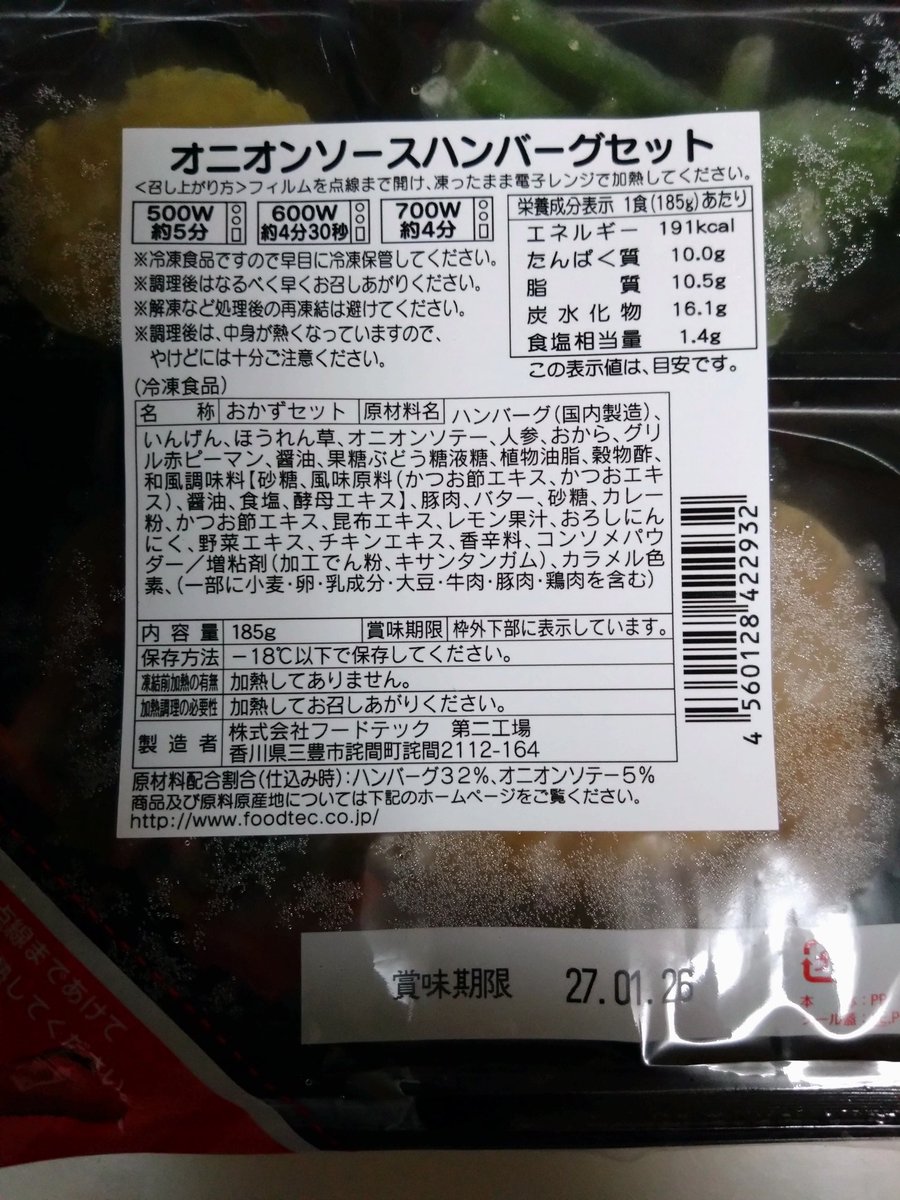 オニオンソースハンバーグセット
<召し上がり方>フィルムを点線まで開け、凍ったまま電子レンジで加熱してください。
500W 約5分
600W 約4分30秒
700W 約4分
※冷凍食品ですので早目に冷凍保管してください。
※調理後はなるべく早くお召しあがりください。
※解凍など処理後の再凍結は避けてください。
※調理後は、中身が熱くなっていますので、
やけどには十分ご注意ください。
栄養成分表示 1食(185g)あたり
エネルギー 191kcal
たんぱく質 10.0g
脂質 10.5g
炭水化物 16.1g
食塩相当量 1.4g
この表示値は、目安です。
(冷凍食品)
名称 おかずセット 原材料名 ハンバーグ(国内製造)、
いんげん、ほうれん草、オニオンソテー、人参、おから、グリ
ル赤ピーマン、醤油、果糖ぶどう糖液糖、植物油脂、穀物酢、
和風調味料【砂糖、風味原料(かつお節エキス、かつおエキ
ス)、醤油、食塩、酵母エキス】、豚肉、バター、砂糖、カレー
粉、かつお節エキス、昆布エキス、レモン果汁、おろしにん
にく、野菜エキス、チキンエキス、香辛料、コンソメパウ
ダー/増粘剤(加工でん粉、キサンタンガム)、カラメル色
素、(一部に小麦・卵・乳成分・大豆・牛肉・豚肉・鶏肉を含む)
内容量 185g 賞味期限 枠外下部に表示しています。
保存方法 -18℃以下で保存してください。
凍結前加熱の有無 加熱してありません。
加熱調理の必要性 加熱してお召しあがりください。
製造者 株式会社フードテック 第二工場
香川県三豊市詫間町詫間2112-164
原材料配合割合(仕込み時):ハンバーグ32%、オニオンソテー5%
商品及び原料原産地については下記のホームページをご覧ください。
http://www.foodtec.co.jp/
4 560128 422932
賞味期限 27.01.26
点線まであけて
してください。
本 : PP
ール蓋 :